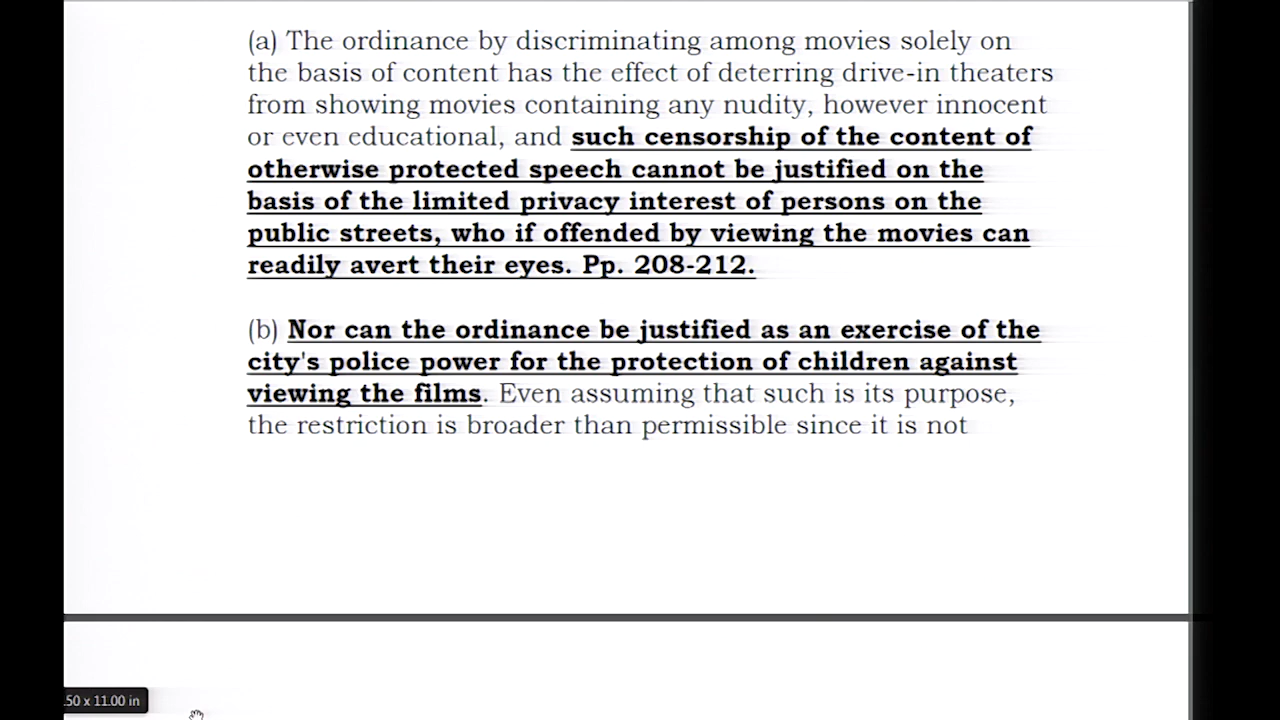 (a) The ordinance by discriminating among movies solely on
the basis of content has the effect of deterring drive-in theaters
from showing movies containing any nudity, however innocent
or even educational, and such censorship of the content of
otherwise protected speech cannot be justified on the
basis of the limited privacy interest of persons on the
public streets, who if offended by viewing the movies can
readily avert their eyes. Pp. 208-212.
(b) Nor can the ordinance be justified as an exercise of the
city's police power for the protection of children against
viewing the films. Even assuming that such is its purpose,
the restriction is broader than permissible since it is not
.50 x 11.00 in